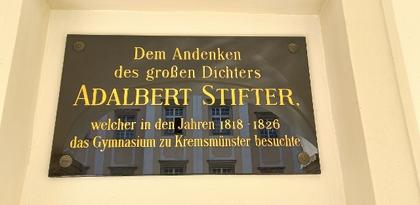 Dem Andenken
des großen Dichters
ADALBERT STIFTER,
welcher in den Jahren 1818 - 1826
das Gymnasium zu Kremsmünster besuchte